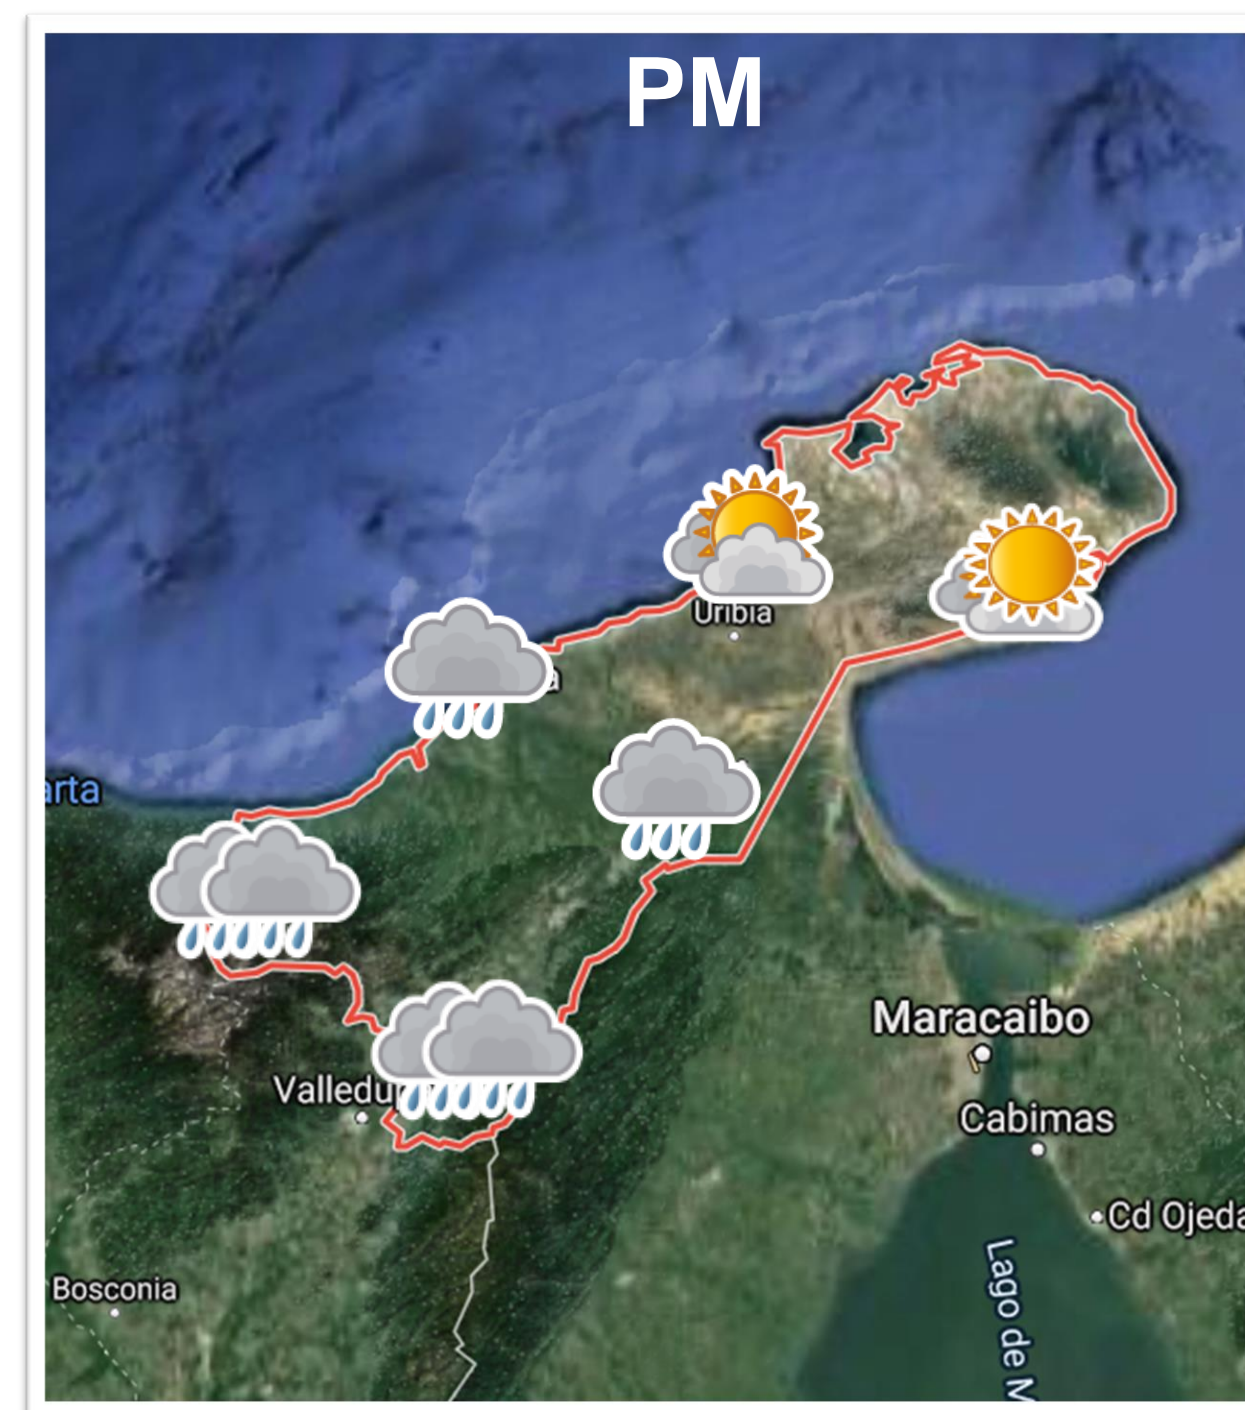 PM
Uribia
a
arta
Maracaibo
Valledu
Cabimas
Cd Ojeda
Lago de M
Bosconia